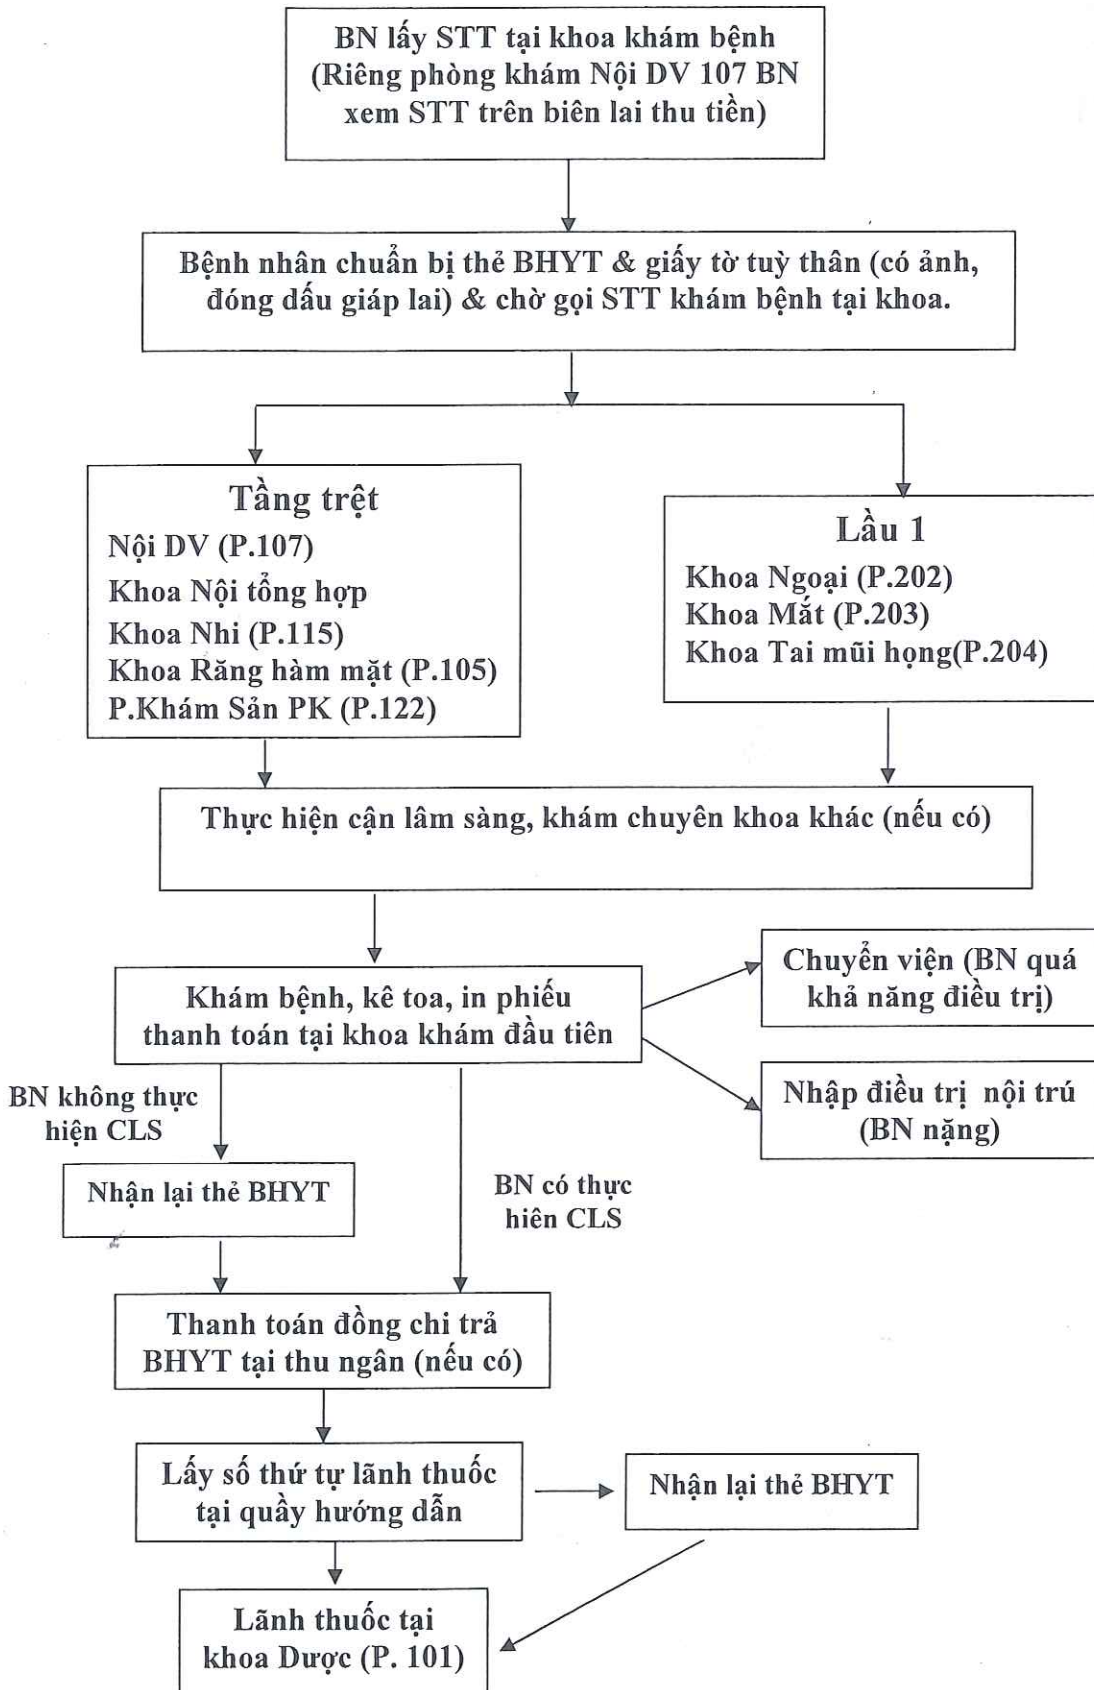 BN lấy STT tại khoa khám bệnh
(Riêng phòng khám Nội DV 107 BN
xem STT trên biên lai thu tiền)
Bệnh nhân chuẩn bị thẻ BHYT & giấy tờ tuỳ thân (có ảnh,
đóng dấu giáp lai) & chờ gọi STT khám bệnh tại khoa.
Tầng trệt
Nội DV (P.107)
Khoa Nội tổng hợp
Khoa Nhi (P.115)
Khoa Răng hàm mặt (P.105)
P.Khám Sản PK (P.122)
Lầu 1
Khoa Ngoại (P.202)
Khoa Mắt (P.203)
Khoa Tai mũi họng(P.204)
Thực hiện cận lâm sàng, khám chuyên khoa khác (nếu có)
Khám bệnh, kê toa, in phiếu
thanh toán tại khoa khám đầu tiên
Chuyển viện (BN quá
khả năng điều trị)
Nhập điều trị nội trú
(BN nặng)
BN không thực
hiện CLS
Nhận lại thẻ BHYT
BN có thực
hiên CLS
Thanh toán đồng chi trả
BHYT tại thu ngân (nếu có)
Lấy số thứ tự lãnh thuốc
tại quầy hướng dẫn
Nhận lại thẻ BHYT
Lãnh thuốc tại
khoa Dược (P. 101)